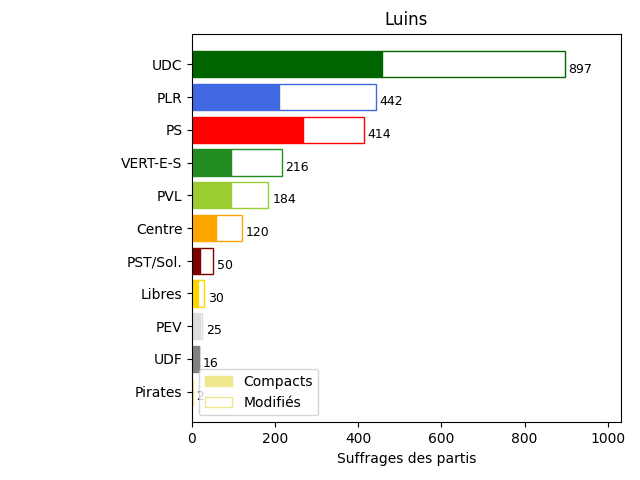 Luins
UDC 897
PLR 442
PS 414
VERT-E-S 216
PVL 184
Centre 120
PST/Sol. 50
Libres 30
PEV 25
UDF 16
Pirates 2
Compacts
Modifiés
0 200 400 600 800 1000
Suffrages des partis